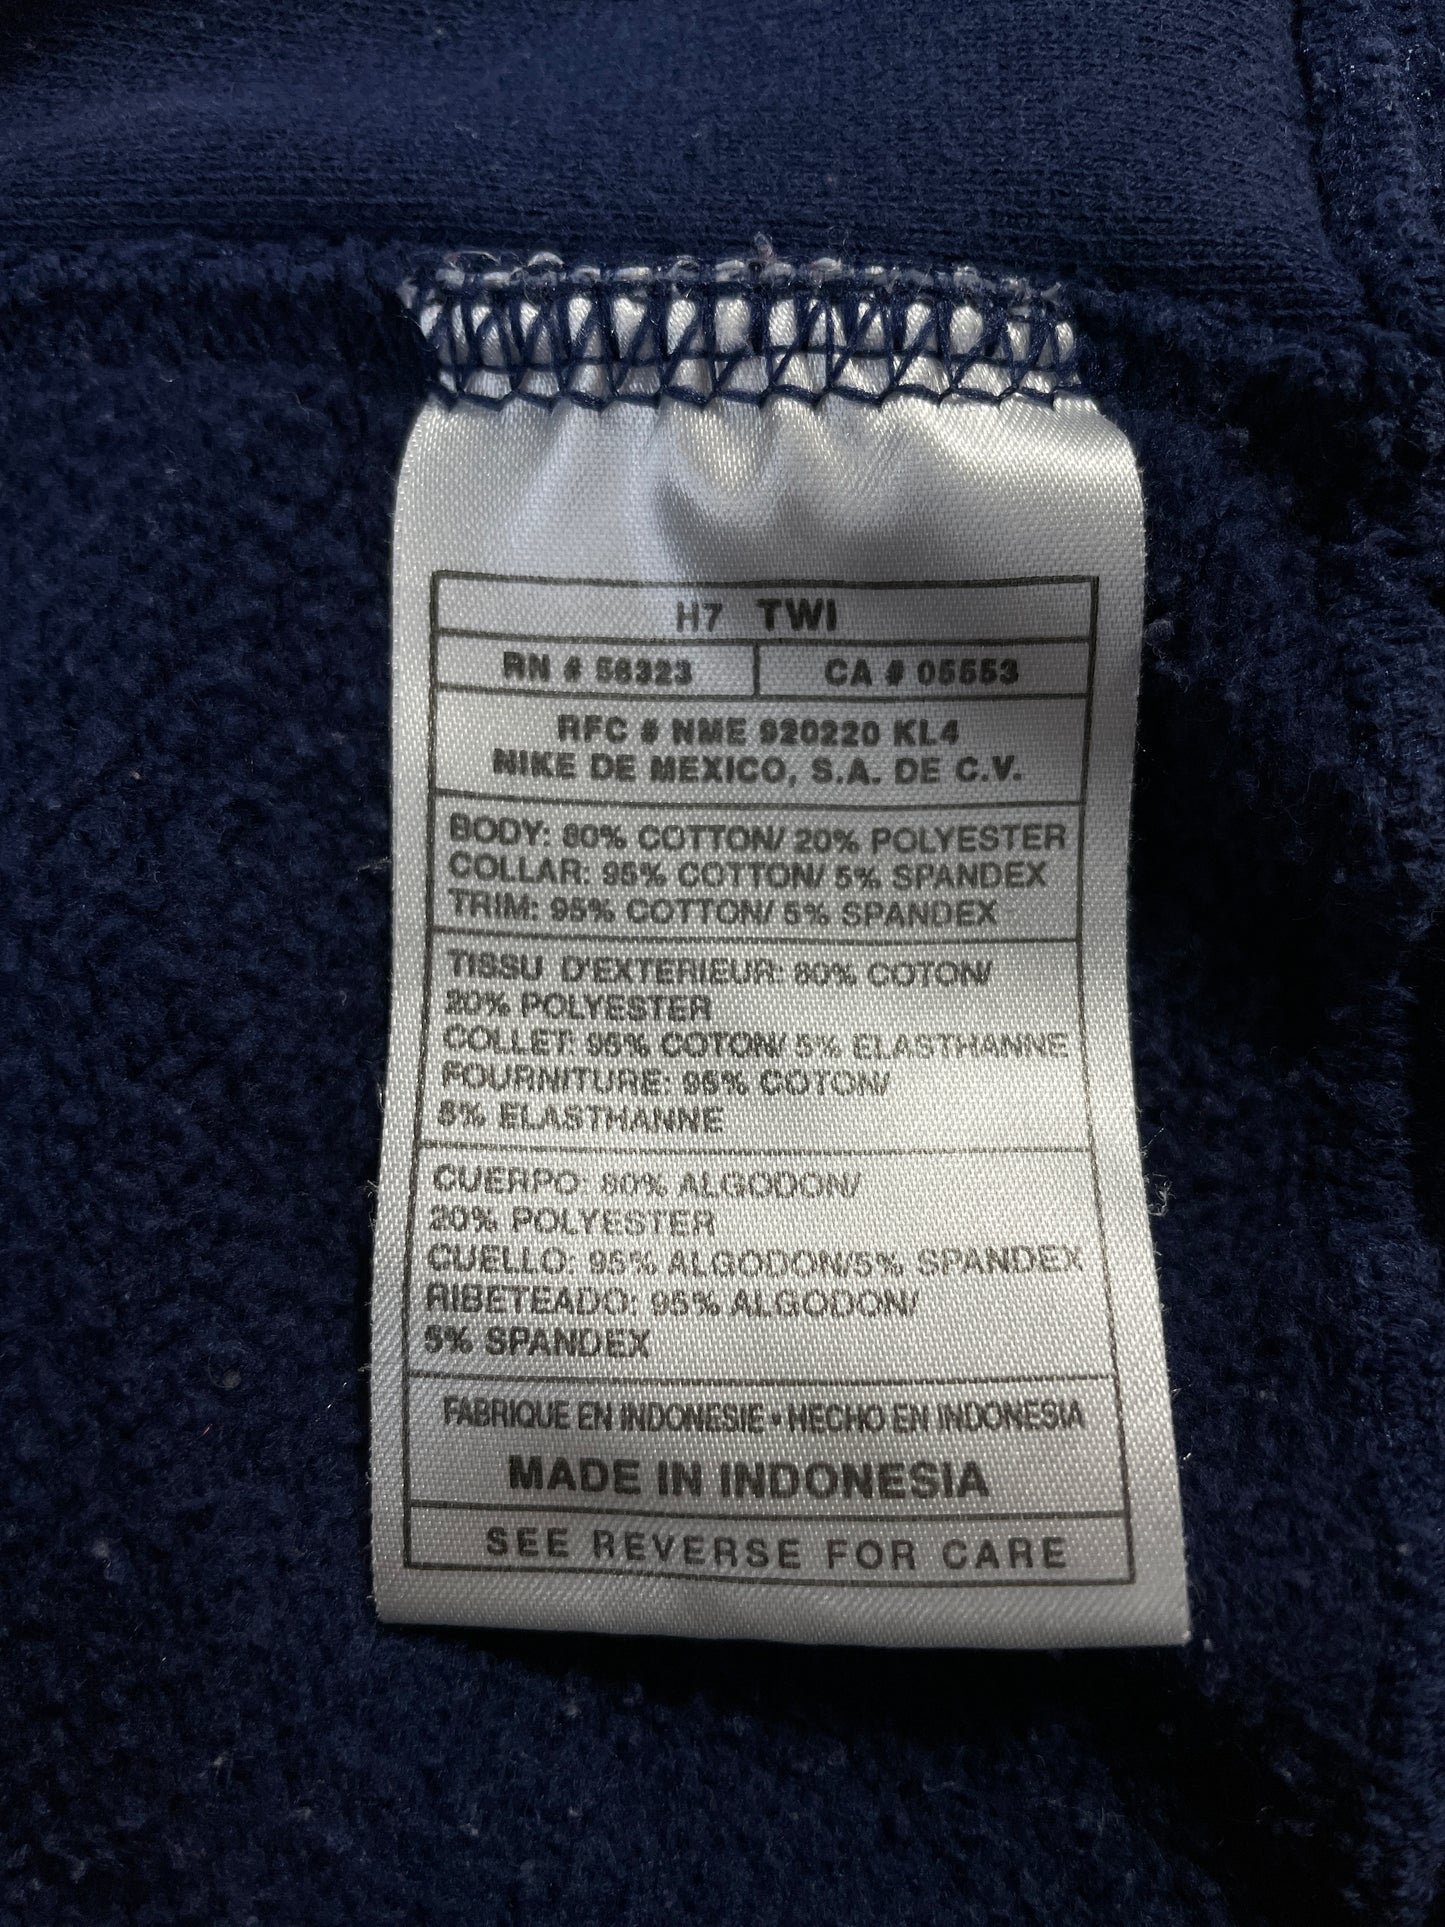 H7 TWI
RN # 56323
CA # 05553
RFC # NME 920220 KL4
NIKE DE MEXICO, S.A. DE C.V.
BODY: 80% COTTON/ 20% POLYESTER
COLLAR: 95% COTTON/ 5% SPANDEX
TRIM: 95% COTTON/ 5% SPANDEX
TISSU D'EXTERIEUR: 80% COTON/
20% POLYESTER
COLLET: 95% COTON/ 5% ELASTHANNE
FOURNITURE: 95% COTON/
5% ELASTHANNE
CUERPO: 80% ALGODON/
20% POLYESTER
CUELLO: 95% ALGODON/5% SPANDEX
RIBETEADO: 95% ALGODON/
5% SPANDEX
FABRIQUE EN INDONESIE • HECHO EN INDONESIA
MADE IN INDONESIA
SEE REVERSE FOR CARE